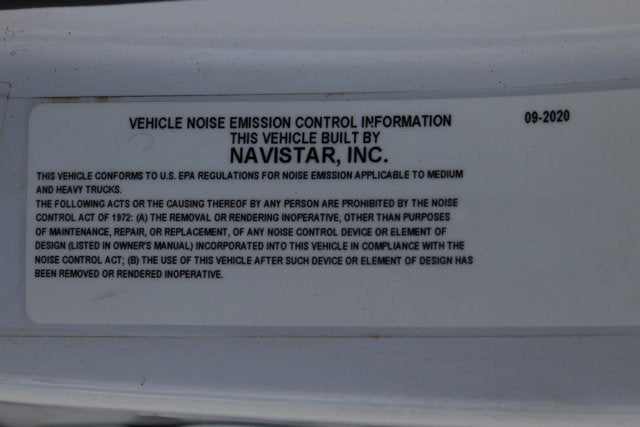 VEHICLE NOISE EMISSION CONTROL INFORMATION 09-2020
THIS VEHICLE BUILT BY
NAVISTAR, INC.
THIS VEHICLE CONFORMS TO U.S. EPA REGULATIONS FOR NOISE EMISSION APPLICABLE TO MEDIUM
AND HEAVY TRUCKS.
THE FOLLOWING ACTS OR THE CAUSING THEREOF BY ANY PERSON ARE PROHIBITED BY THE NOISE
CONTROL ACT OF 1972: (A) THE REMOVAL OR RENDERING INOPERATIVE, OTHER THAN PURPOSES
OF MAINTENANCE, REPAIR, OR REPLACEMENT, OF ANY NOISE CONTROL DEVICE OR ELEMENT OF
DESIGN (LISTED IN OWNER'S MANUAL) INCORPORATED INTO THIS VEHICLE IN COMPLIANCE WITH THE
NOISE CONTROL ACT; (B) THE USE OF THIS VEHICLE AFTER SUCH DEVICE OR ELEMENT OF DESIGN HAS
BEEN REMOVED OR RENDERED INOPERATIVE.